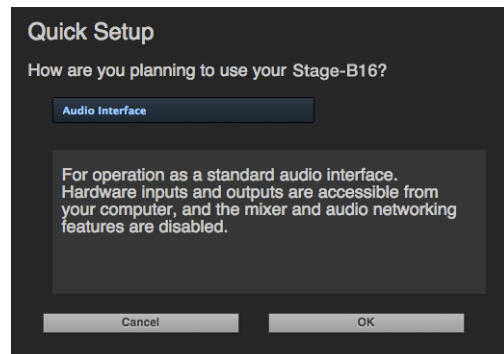 Quick Setup
How are you planning to use your Stage-B16?
Audio Interface
For operation as a standard audio interface.
Hardware inputs and outputs are accessible from
your computer, and the mixer and audio networking
features are disabled.
Cancel
OK